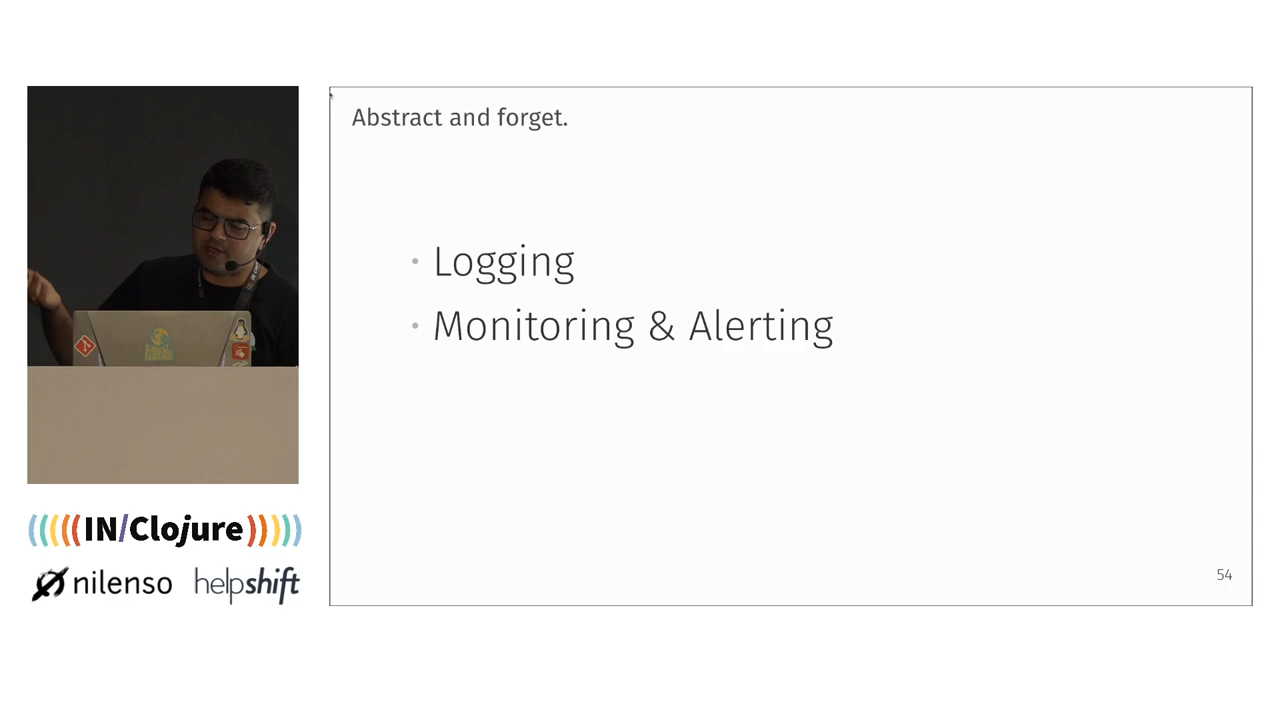 Abstract and forget.
• Logging
• Monitoring & Alerting
54
(((((IN/Clojure)))))
nilenso helpshift